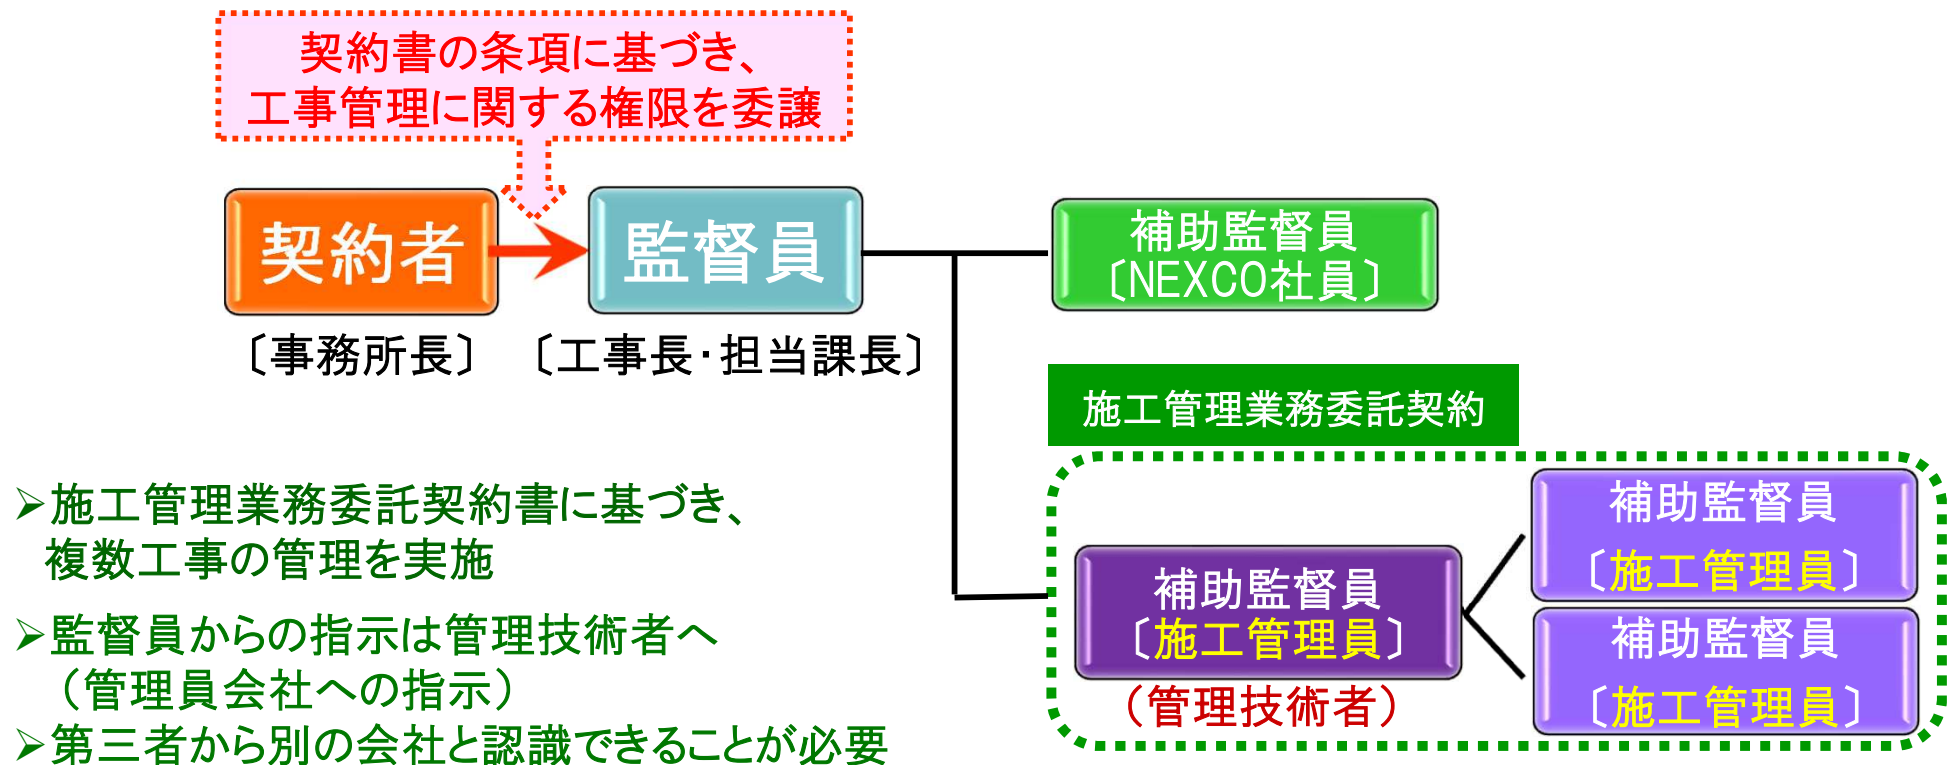 契約書の条項に基づき、
工事管理に関する権限を委譲
契約者
監督員
〔事務所長〕
〔工事長・担当課長〕
補助監督員
〔NEXCO社員〕
施工管理業務委託契約
補助監督員
〔施工管理員〕
（管理技術者）
補助監督員
〔施工管理員〕
補助監督員
〔施工管理員〕
➢施工管理業務委託契約書に基づき、
複数工事の管理を実施
➢監督員からの指示は管理技術者へ
（管理員会社への指示）
➢第三者から別の会社と認識できることが必要